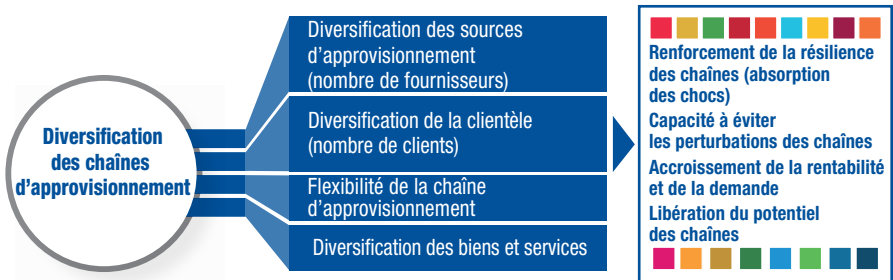 Diversification
des chaînes
d'approvisionnement
Diversification des sources
d'approvisionnement
(nombre de fournisseurs)
Diversification de la clientèle
(nombre de clients)
Flexibilité de la chaîne
d'approvisionnement
Diversification des biens et services
Renforcement de la résilience
des chaînes (absorption
des chocs)
Capacité à éviter
les perturbations des chaînes
Accroissement de la rentabilité
et de la demande
Libération du potentiel
des chaînes